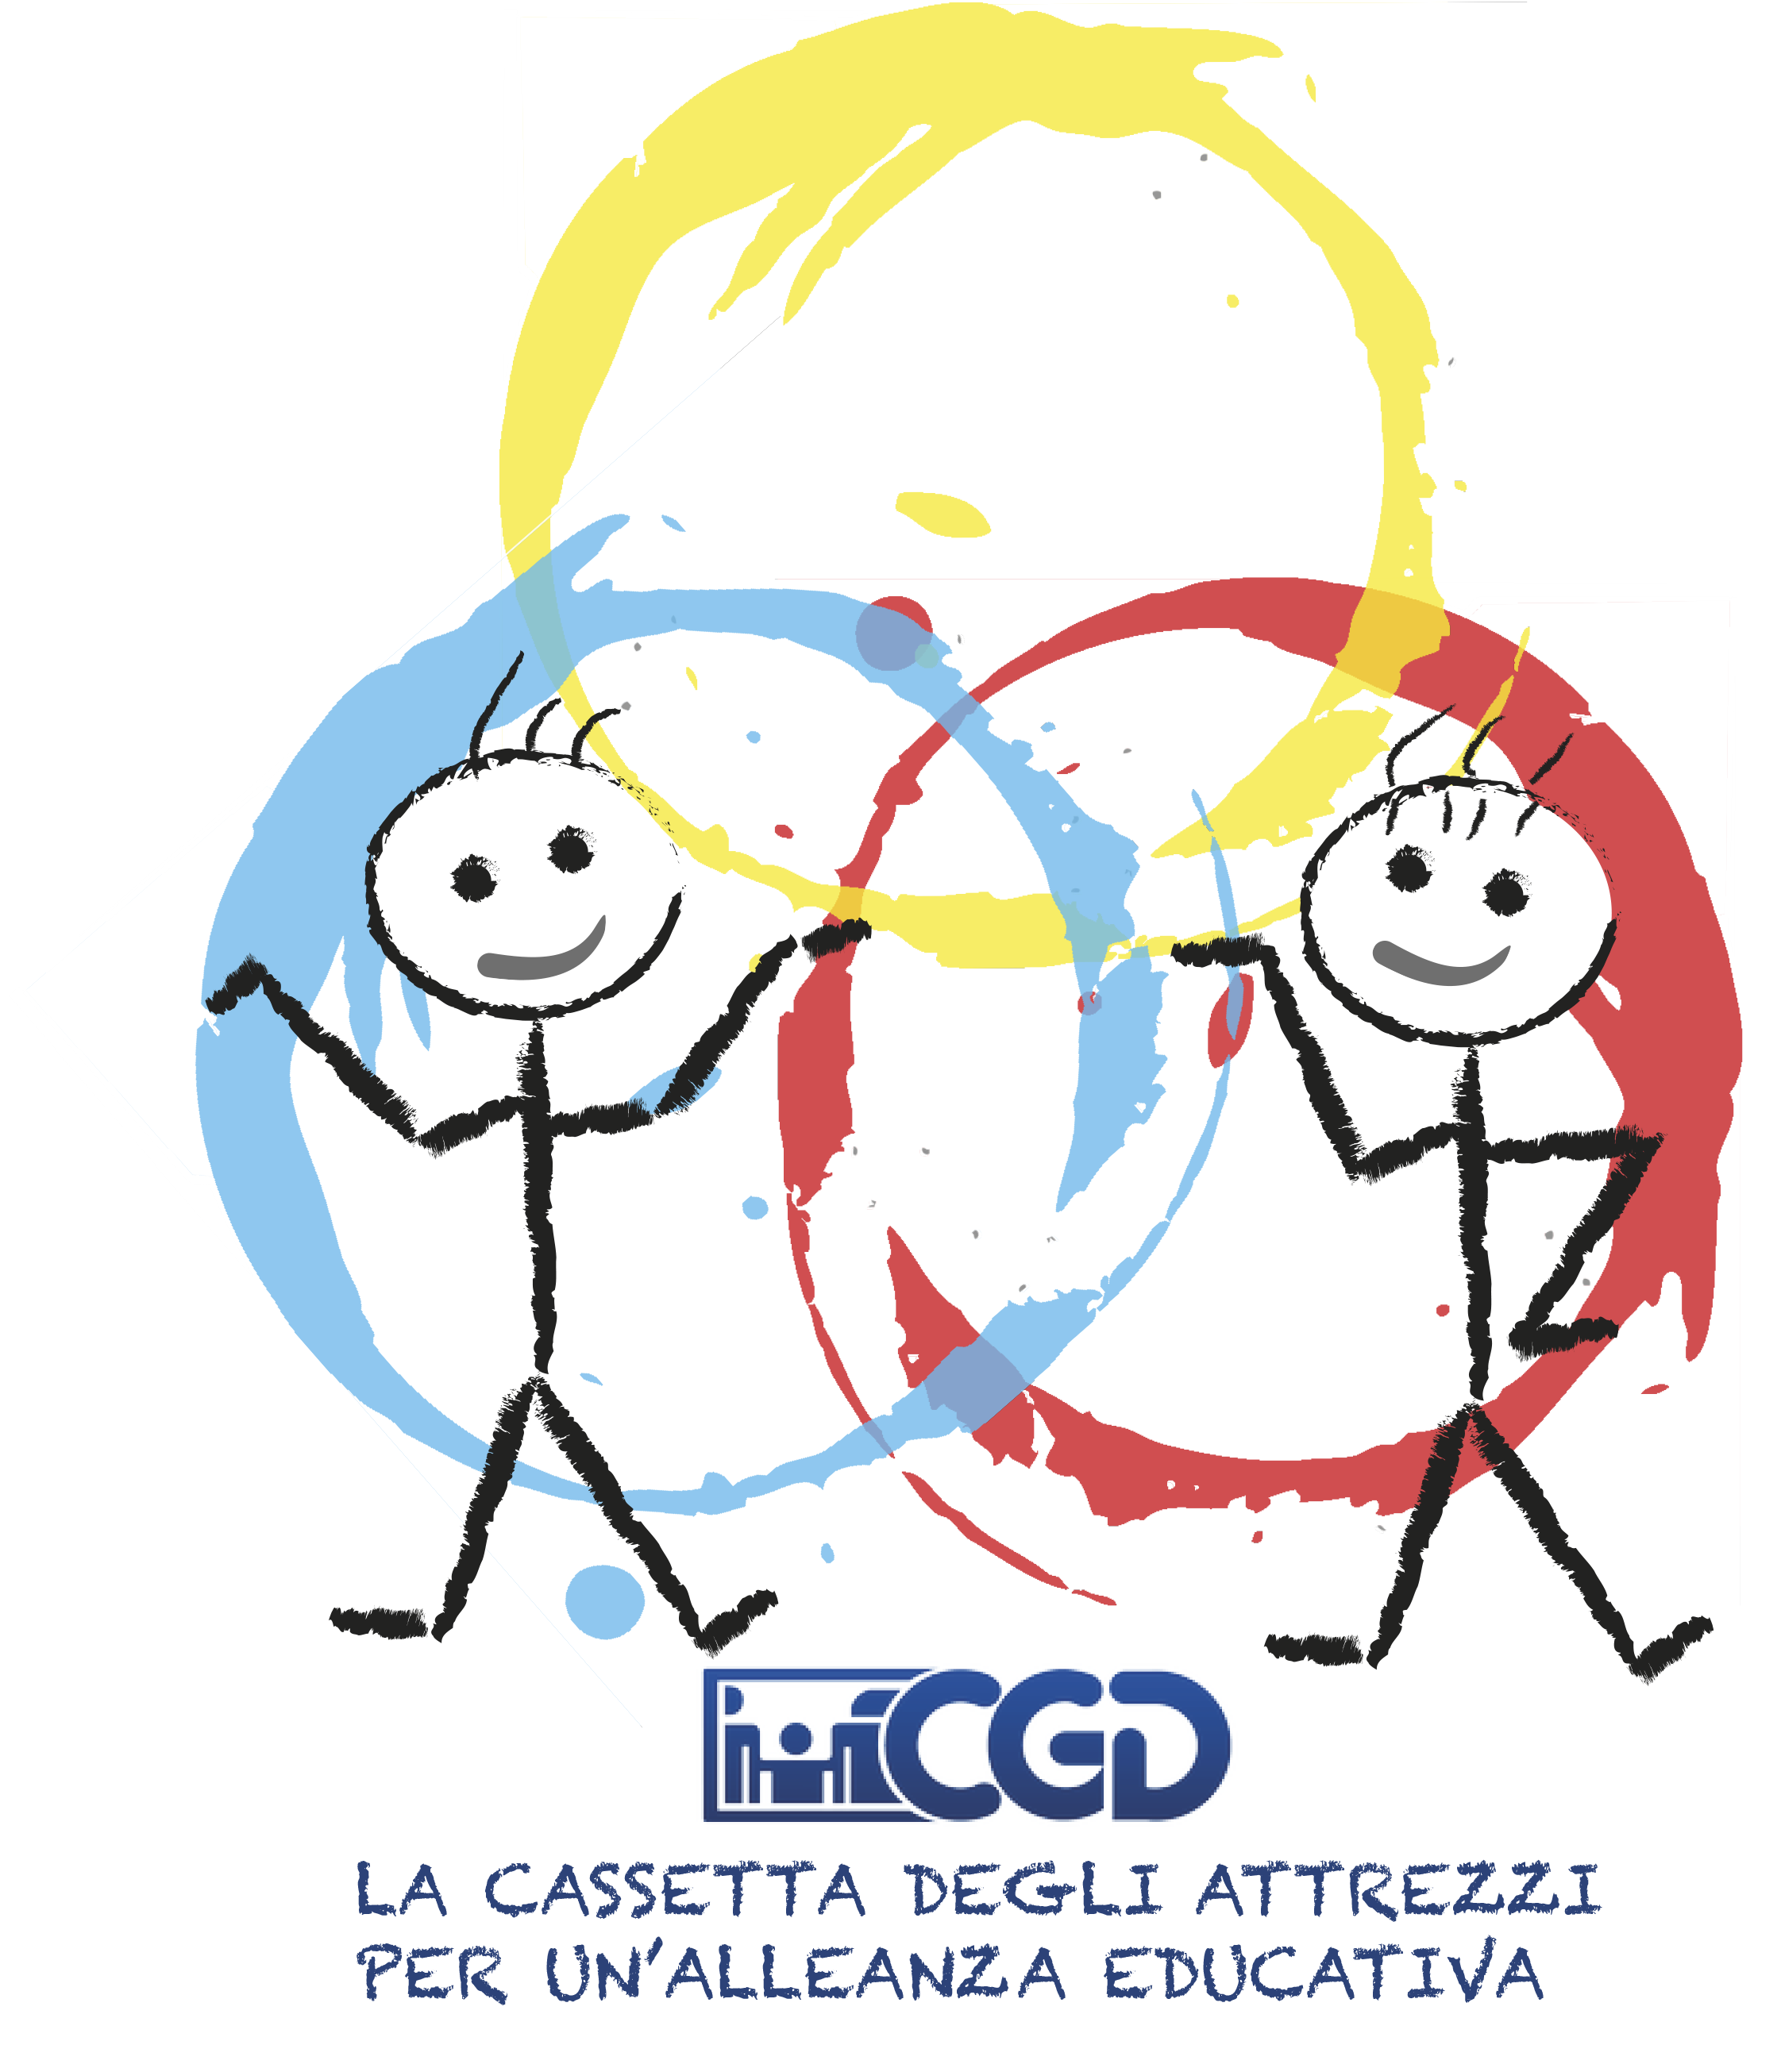 CGD
LA CASSETTA DEGLI ATTREZZI
PER UN'ALLEANZA EDUCATIVA